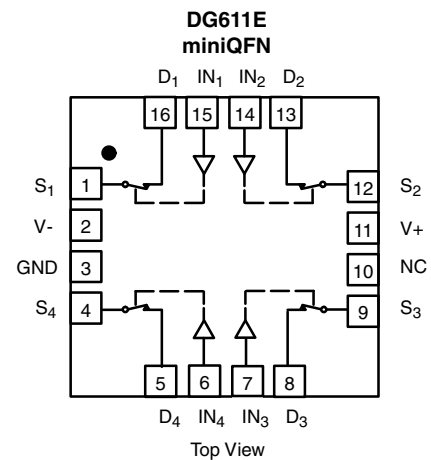 DG611E
miniQFN
D1 IN1 IN2 D2
16 15 14 13
S1 1 12 S2
V- 2 11 V+
GND 3 10 NC
S4 4 9 S3
5 6 7 8
D4 IN4 IN3 D3
Top View